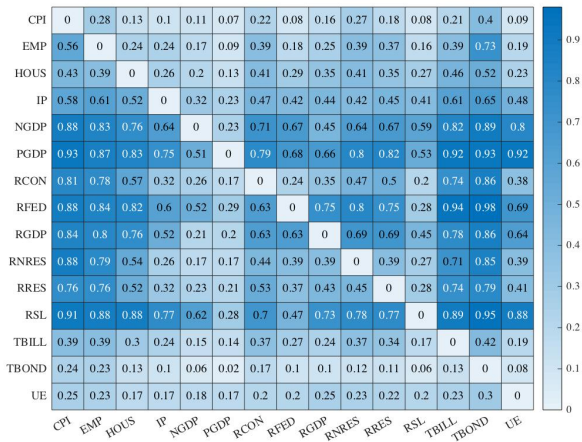 CPI 0 0.28 0.13 0.1 0.11 0.07 0.22 0.08 0.16 0.27 0.18 0.08 0.21 0.4 0.09
EMP 0.56 0 0.24 0.24 0.17 0.09 0.39 0.18 0.25 0.39 0.37 0.16 0.39 0.73 0.19
HOUS 0.43 0.39 0 0.26 0.2 0.13 0.41 0.29 0.35 0.41 0.35 0.27 0.46 0.52 0.23
IP 0.58 0.61 0.52 0 0.32 0.23 0.47 0.42 0.44 0.42 0.45 0.41 0.61 0.65 0.48
NGDP 0.88 0.83 0.76 0.64 0 0.23 0.71 0.67 0.45 0.64 0.67 0.59 0.82 0.89 0.8
PGDP 0.93 0.87 0.83 0.75 0.51 0 0.79 0.68 0.66 0.8 0.82 0.53 0.92 0.93 0.92
RCON 0.81 0.78 0.57 0.32 0.26 0.17 0 0.24 0.35 0.47 0.5 0.2 0.74 0.86 0.38
RFED 0.88 0.84 0.82 0.6 0.52 0.29 0.63 0 0.75 0.8 0.75 0.28 0.94 0.98 0.69
RGDP 0.84 0.8 0.76 0.52 0.21 0.2 0.63 0.63 0 0.69 0.69 0.45 0.78 0.86 0.64
RNRES 0.88 0.79 0.54 0.26 0.17 0.17 0.44 0.39 0.39 0 0.39 0.27 0.71 0.85 0.39
RRES 0.76 0.76 0.52 0.32 0.23 0.21 0.53 0.37 0.43 0.45 0 0.28 0.74 0.79 0.41
RSL 0.91 0.88 0.88 0.77 0.62 0.28 0.7 0.47 0.73 0.78 0.77 0 0.89 0.95 0.88
TBILL 0.39 0.39 0.3 0.24 0.15 0.14 0.37 0.27 0.24 0.37 0.34 0.17 0 0.42 0.19
TBOND 0.24 0.23 0.13 0.1 0.06 0.02 0.17 0.1 0.1 0.12 0.11 0.06 0.13 0 0.08
UE 0.25 0.23 0.17 0.17 0.18 0.17 0.2 0.2 0.25 0.23 0.22 0.2 0.23 0.3 0
CPI EMP HOUS IP NGDP PGDP RCON RFED RGDP RNRES RRES RSL TBILL TBOND UE
0.9
0.8
0.7
0.6
0.5
0.4
0.3
0.2
0.1
0